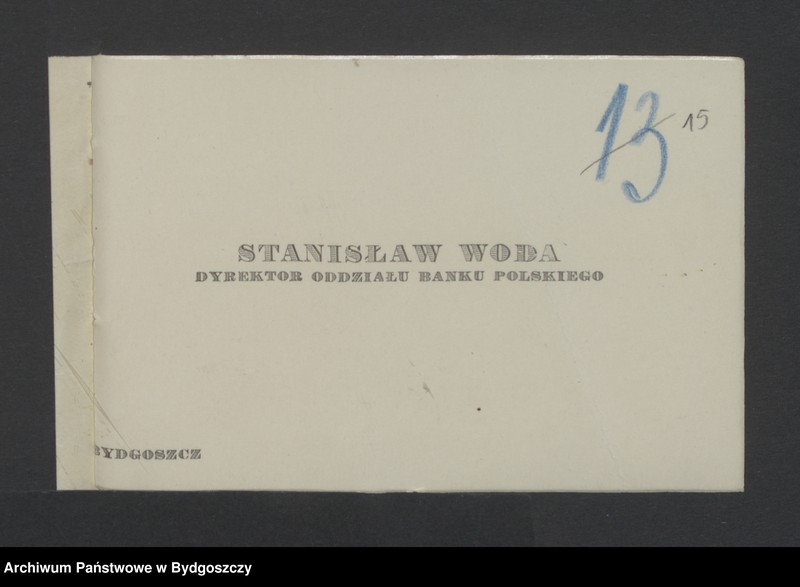 13 15
STANISŁAW WODA
DYREKTOR ODDZIAŁU BANKU POLSKIEGO
BYDGOSZCZ
Archiwum Państwowe w Bydgoszczy